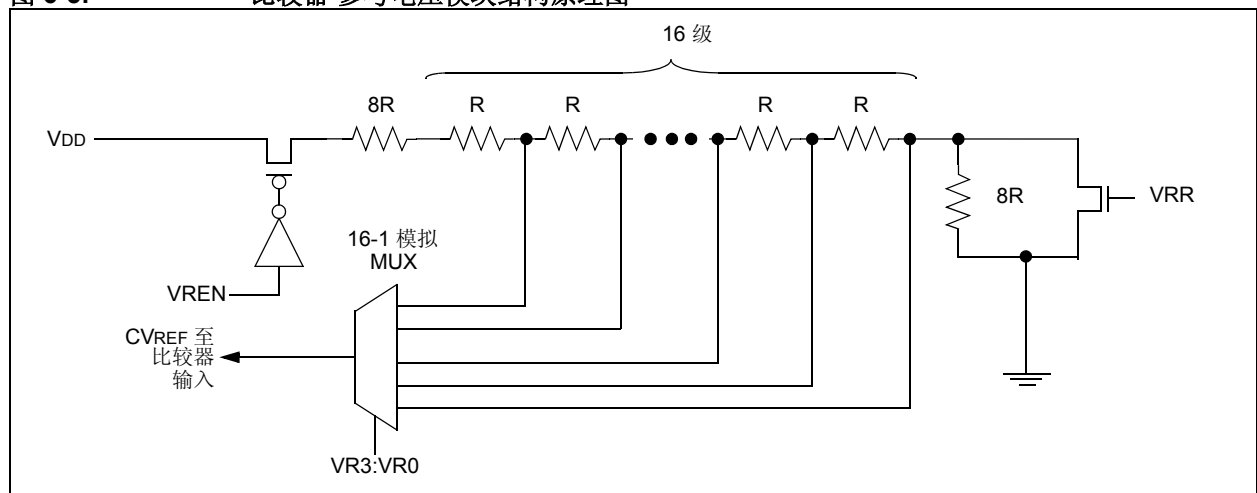 16 级
8R R R R R
VDD
8R
VRR
16-1 模拟
MUX
VREN
CVREF 至
比较器
输入
VR3:VR0